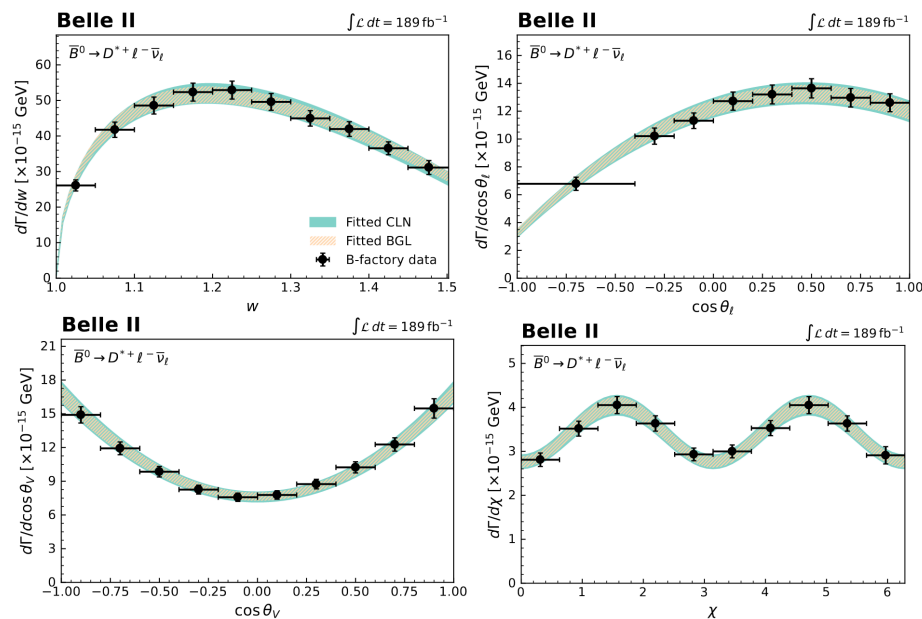 Belle II ∫ℒ dt = 189 fb⁻¹
B̅⁰ → D*⁺ ℓ⁻ ν̅ℓ
dΓ/dw [×10⁻¹⁵ GeV]
60
50
40
30
20
10
0
Fitted CLN
Fitted BGL
B-factory data
1.0 1.1 1.2 1.3 1.4 1.5
w
Belle II ∫ℒ dt = 189 fb⁻¹
B̅⁰ → D*⁺ ℓ⁻ ν̅ℓ
dΓ/dcos θℓ [×10⁻¹⁵ GeV]
16
14
12
10
8
6
4
2
0
−1.00 −0.75 −0.50 −0.25 0.00 0.25 0.50 0.75 1.00
cos θℓ
Belle II ∫ℒ dt = 189 fb⁻¹
B̅⁰ → D*⁺ ℓ⁻ ν̅ℓ
dΓ/dcos θV [×10⁻¹⁵ GeV]
21
18
15
12
9
6
3
0
−1.00 −0.75 −0.50 −0.25 0.00 0.25 0.50 0.75 1.00
cos θV
Belle II ∫ℒ dt = 189 fb⁻¹
B̅⁰ → D*⁺ ℓ⁻ ν̅ℓ
dΓ/dχ [×10⁻¹⁵ GeV]
5
4
3
2
1
0
0 1 2 3 4 5 6
χ